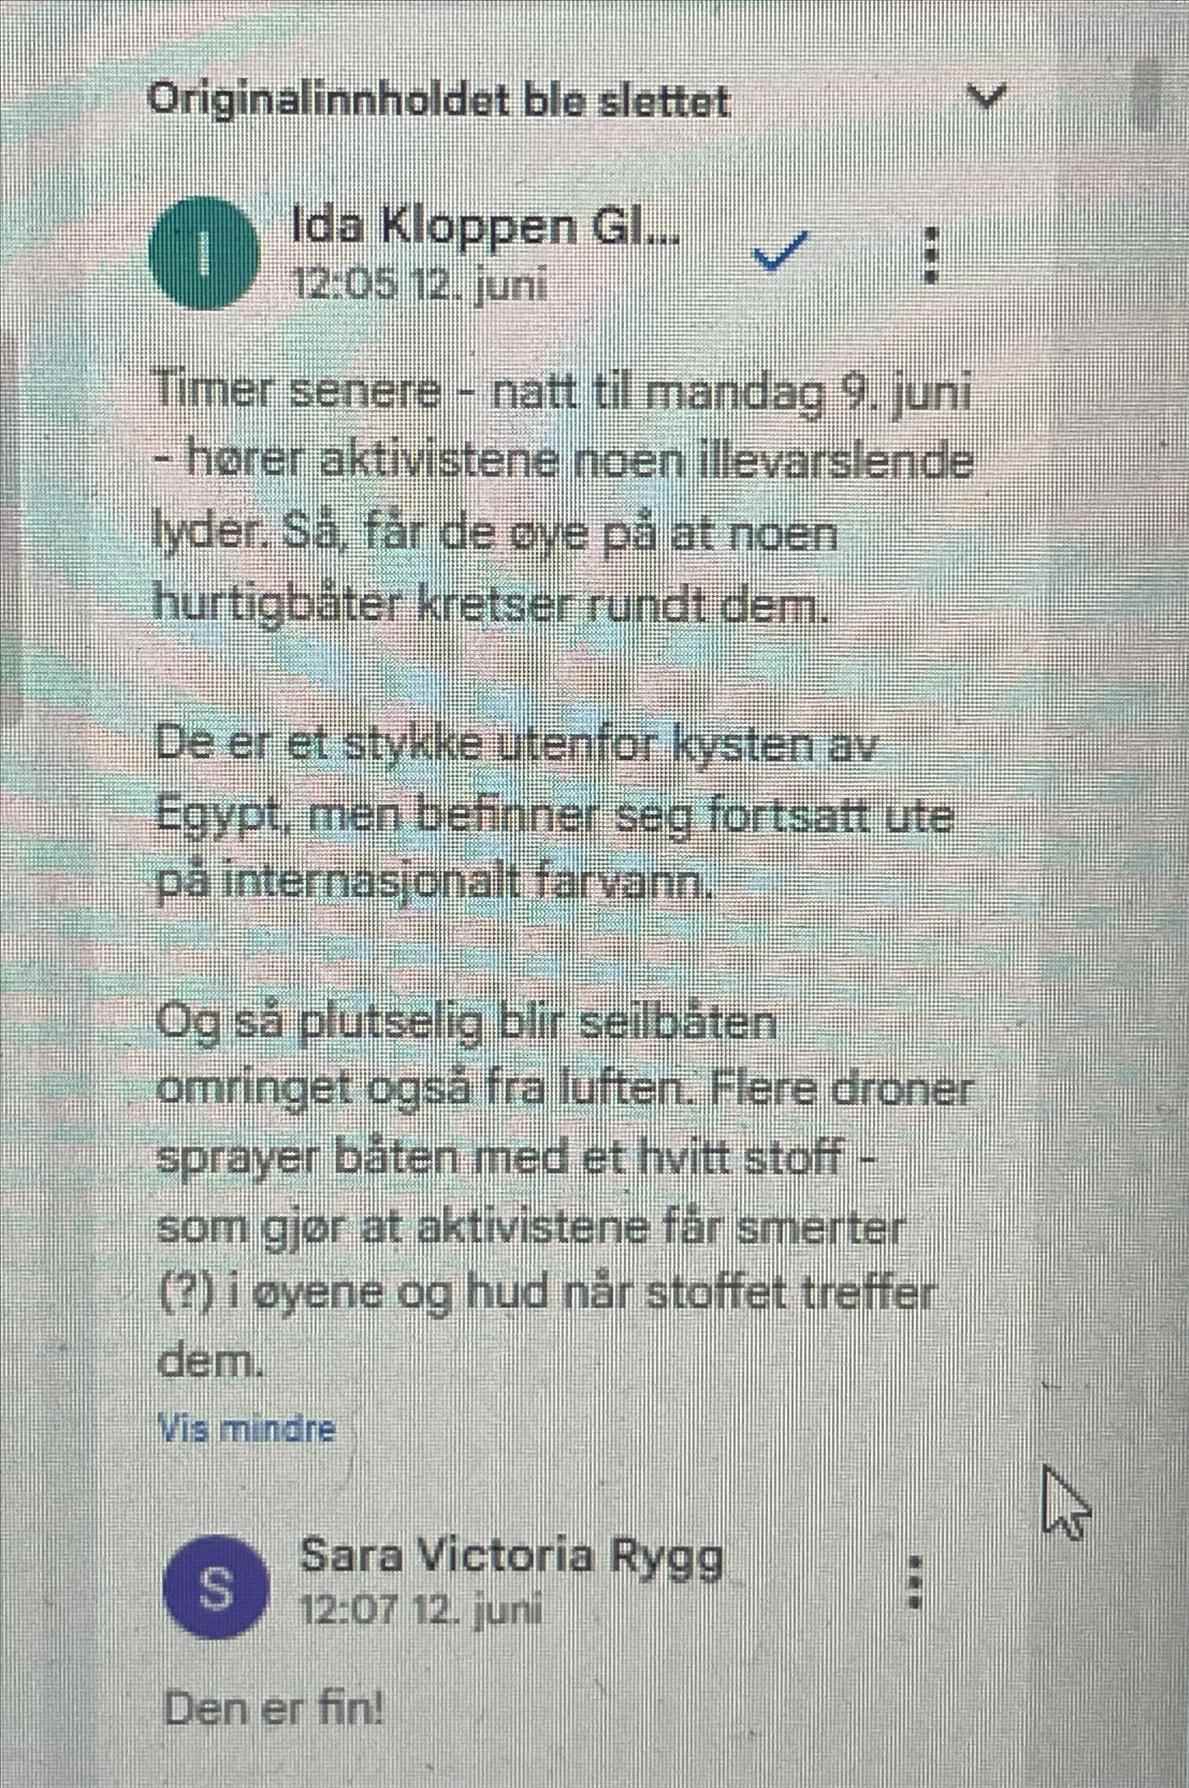 Originalinnholdet ble slettet
I
Ida Kloppen Gl...
12:05 12. juni
Timer senere - natt til mandag 9. juni
- hører aktivistene noen illevarslende
lyder. Så, får de øye på at noen
hurtigbåter kretser rundt dem.
De er et stykke utenfor kysten av
Egypt, men befinner seg fortsatt ute
på internasjonalt farvann.
Og så plutselig blir seilbåten
omringet også fra luften. Flere droner
sprayer båten med et hvitt stoff -
som gjør at aktivistene får smerter
(?) i øyene og hud når stoffet treffer
dem.
Vis mindre
S
Sara Victoria Rygg
12:07 12. juni
Den er fin!